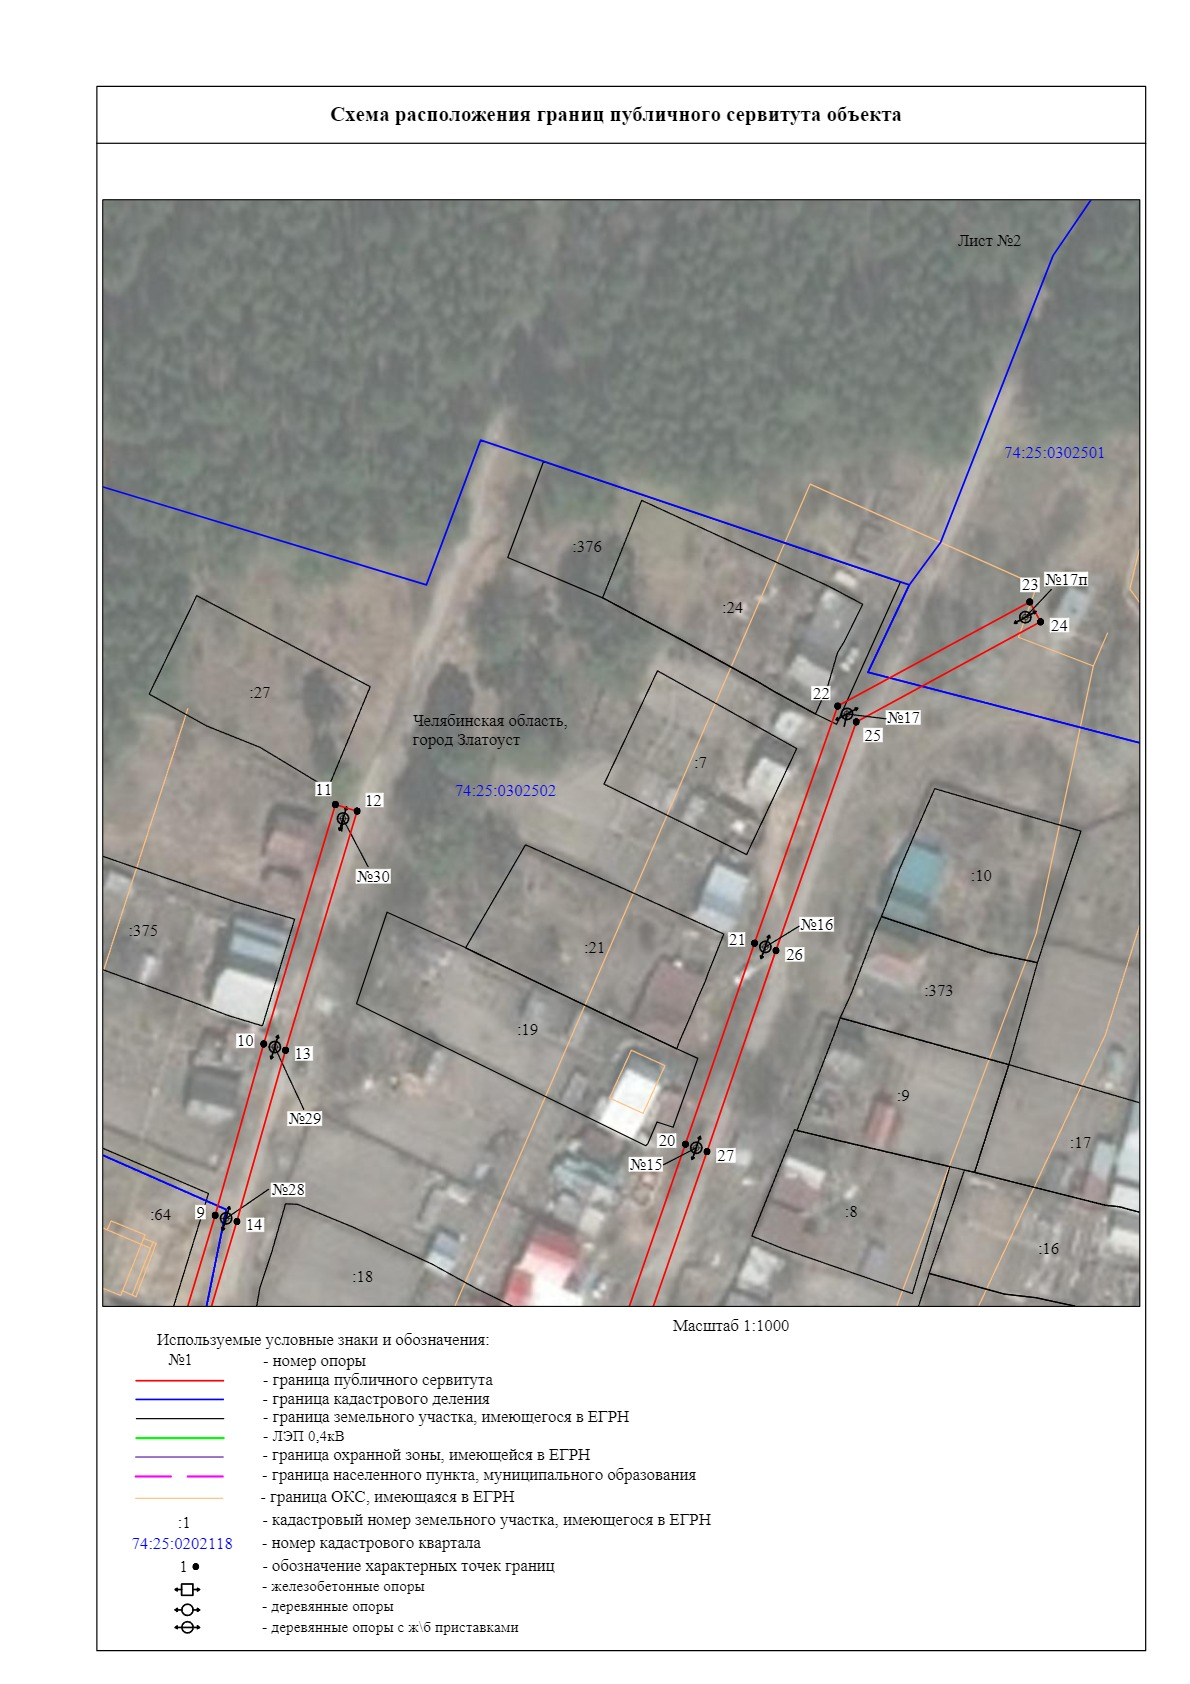 Схема расположения границ публичного сервитута объекта
Лист №2
74:25:0302501
:376
23
№17п
:24
24
:27
22
№17
Челябинская область,
город Златоуст
25
:7
74:25:0302502
11
12
№30
:10
:375
№16
21
:21
26
:373
:19
10
13
:9
№29
20
:17
№15
27
№28
:64
9
:8
14
:16
:18
Масштаб 1:1000
Используемые условные знаки и обозначения:
№1 - номер опоры
- граница публичного сервитута
- граница кадастрового деления
- граница земельного участка, имеющегося в ЕГРН
- ЛЭП 0,4кВ
- граница охранной зоны, имеющейся в ЕГРН
- граница населенного пункта, муниципального образования
- граница ОКС, имеющаяся в ЕГРН
:1 - кадастровый номер земельного участка, имеющегося в ЕГРН
74:25:0202118 - номер кадастрового квартала
1 - обозначение характерных точек границ
- железобетонные опоры
- деревянные опоры
- деревянные опоры с ж\б приставками